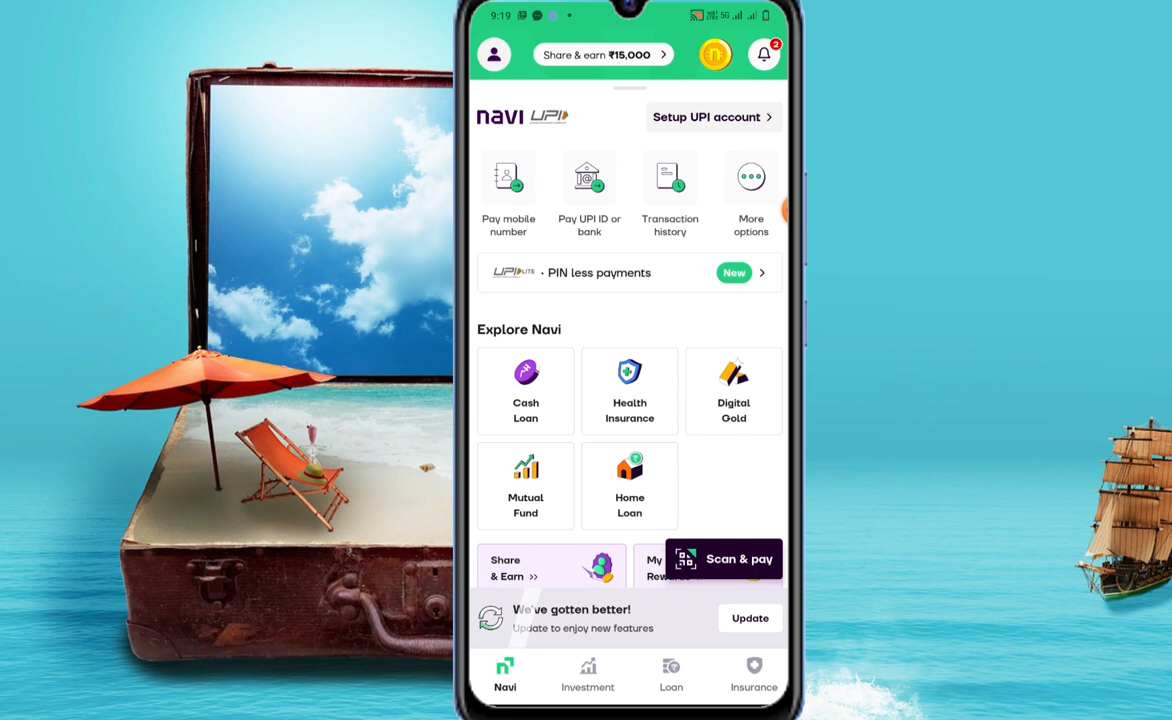 9:19
5G
2
Share & earn ₹15,000
navi UPI
Setup UPI account
Pay mobile
number
Pay UPI ID or
bank
Transaction
history
More
options
UPI LITE · PIN less payments
New
Explore Navi
Cash
Loan
Health
Insurance
Digital
Gold
Mutual
Fund
Home
Loan
Share
& Earn
My
Scan & pay
We've gotten better!
Update to enjoy new features
Update
Navi
Investment
Loan
Insurance